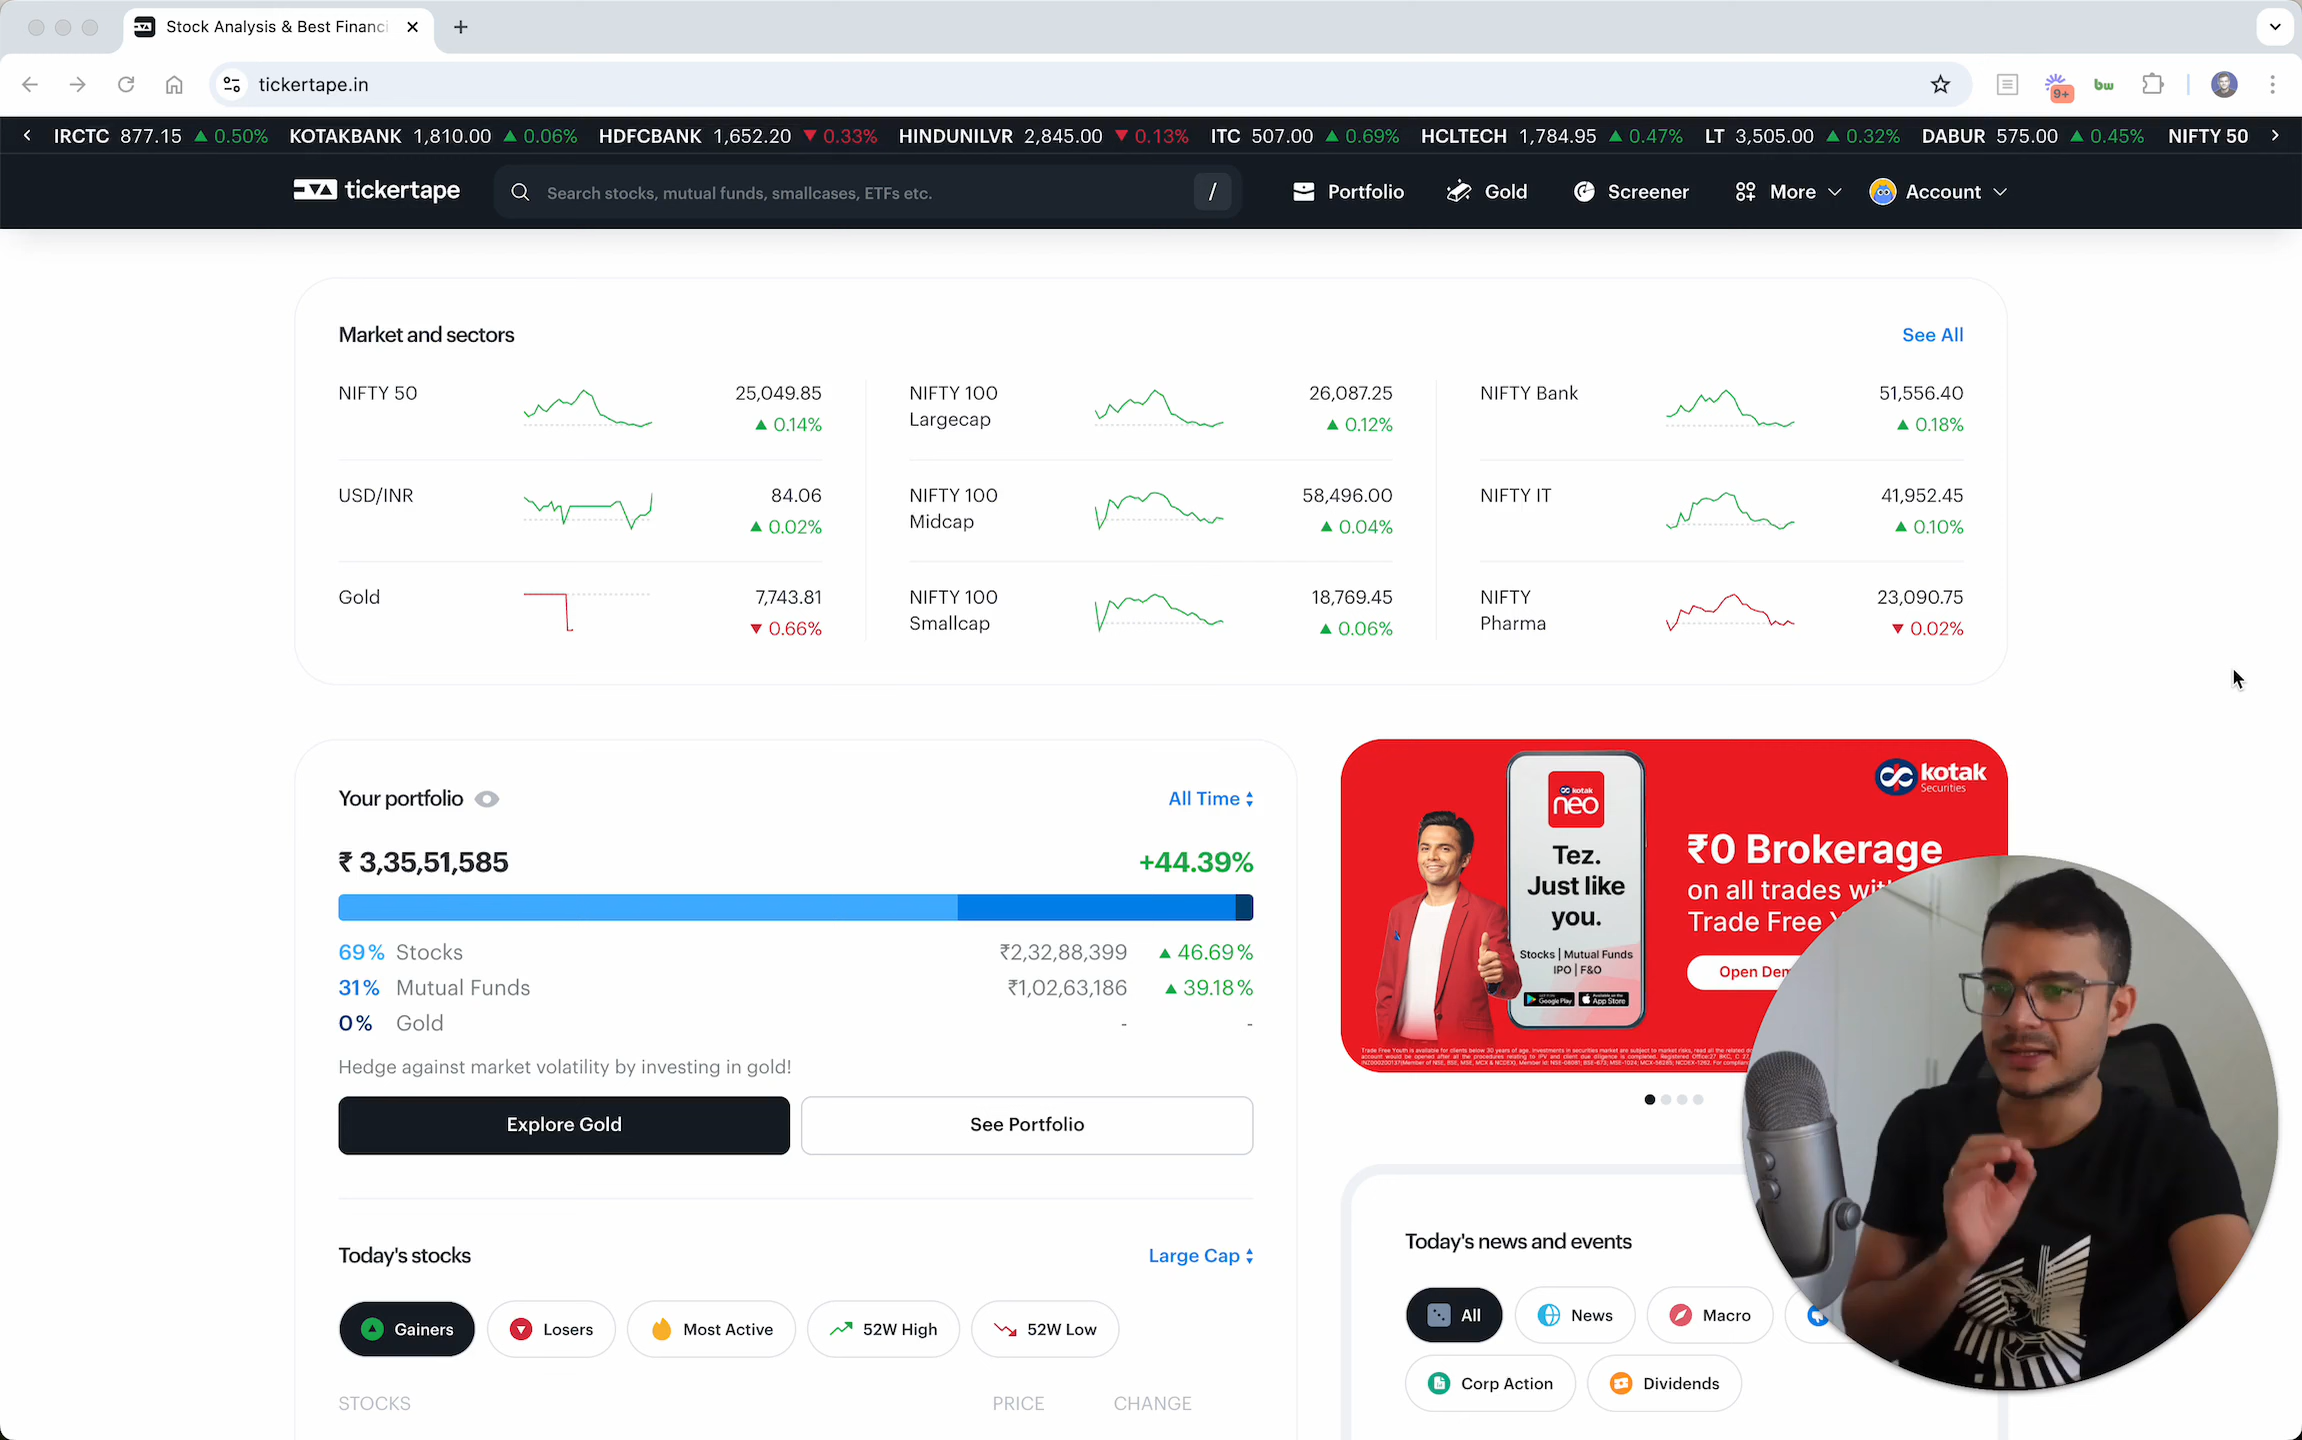 Stock Analysis & Best Financi
tickertape.in
9+
bw
IRCTC 877.15 ▲ 0.50% KOTAKBANK 1,810.00 ▲ 0.06% HDFCBANK 1,652.20 ▼ 0.33% HINDUNILVR 2,845.00 ▼ 0.13% ITC 507.00 ▲ 0.69% HCLTECH 1,784.95 ▲ 0.47% LT 3,505.00 ▲ 0.32% DABUR 575.00 ▲ 0.45% NIFTY 50
tickertape
Search stocks, mutual funds, smallcases, ETFs etc.
/
Portfolio
Gold
Screener
More
Account
Market and sectors
See All
NIFTY 50
25,049.85
▲ 0.14%
NIFTY 100
Largecap
26,087.25
▲ 0.12%
NIFTY Bank
51,556.40
▲ 0.18%
USD/INR
84.06
▲ 0.02%
NIFTY 100
Midcap
58,496.00
▲ 0.04%
NIFTY IT
41,952.45
▲ 0.10%
Gold
7,743.81
▼ 0.66%
NIFTY 100
Smallcap
18,769.45
▲ 0.06%
NIFTY
Pharma
23,090.75
▼ 0.02%
Your portfolio
All Time
₹ 3,35,51,585
+44.39%
69% Stocks ₹2,32,88,399 ▲ 46.69%
31% Mutual Funds ₹1,02,63,186 ▲ 39.18%
0% Gold - -
Hedge against market volatility by investing in gold!
Explore Gold
See Portfolio
Today's stocks
Large Cap
Gainers
Losers
Most Active
52W High
52W Low
STOCKS PRICE CHANGE
kotak
Securities
kotak
neo
Tez.
Just like
you.
Stocks | Mutual Funds
IPO | F&O
Google Play
App Store
₹0 Brokerage
on all trades wit
Trade Free
Open Dem
Today's news and events
All
News
Macro
Corp Action
Dividends